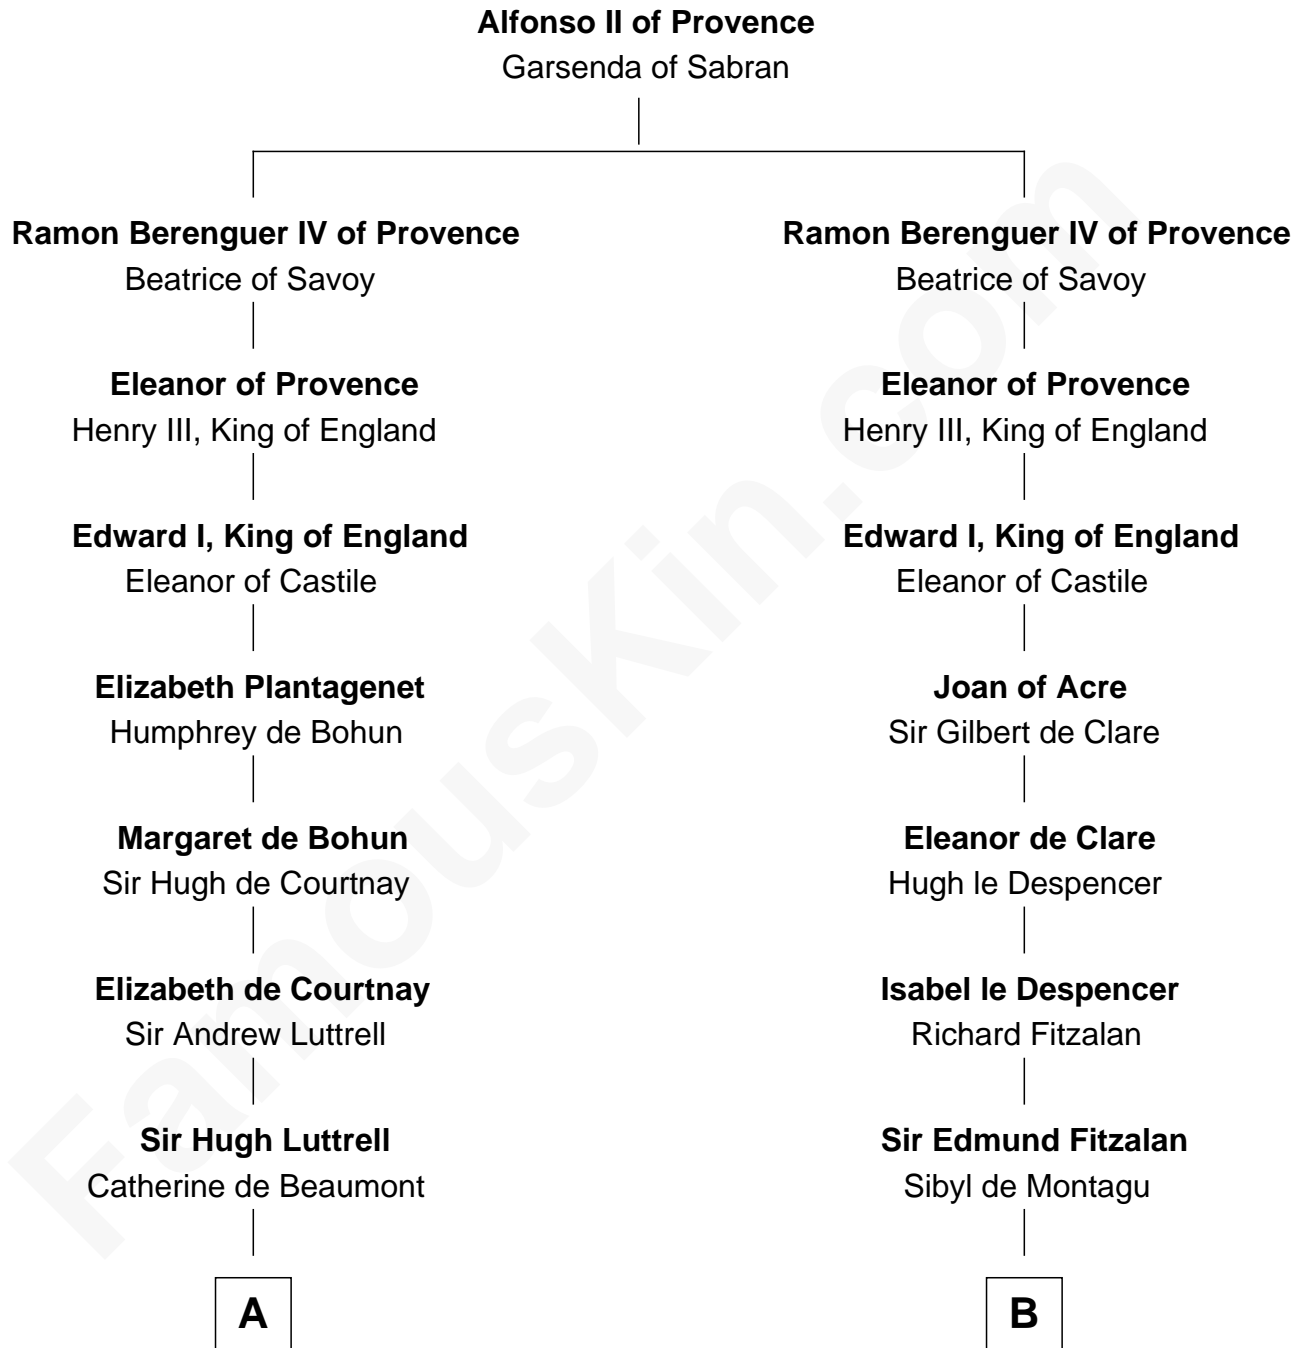 Alfonso II of Provence
Garsenda of Sabran
Ramon Berenguer IV of Provence
Beatrice of Savoy
Eleanor of Provence
Henry III, King of England
Edward I, King of England
Eleanor of Castile
Elizabeth Plantagenet
Humphrey de Bohun
Margaret de Bohun
Sir Hugh de Courtnay
Elizabeth de Courtnay
Sir Andrew Luttrell
Sir Hugh Luttrell
Catherine de Beaumont
A
Ramon Berenguer IV of Provence
Beatrice of Savoy
Eleanor of Provence
Henry III, King of England
Edward I, King of England
Eleanor of Castile
Joan of Acre
Sir Gilbert de Clare
Eleanor de Clare
Hugh le Despencer
Isabel le Despencer
Richard Fitzalan
Sir Edmund Fitzalan
Sibyl de Montagu
B
FamousKin.com